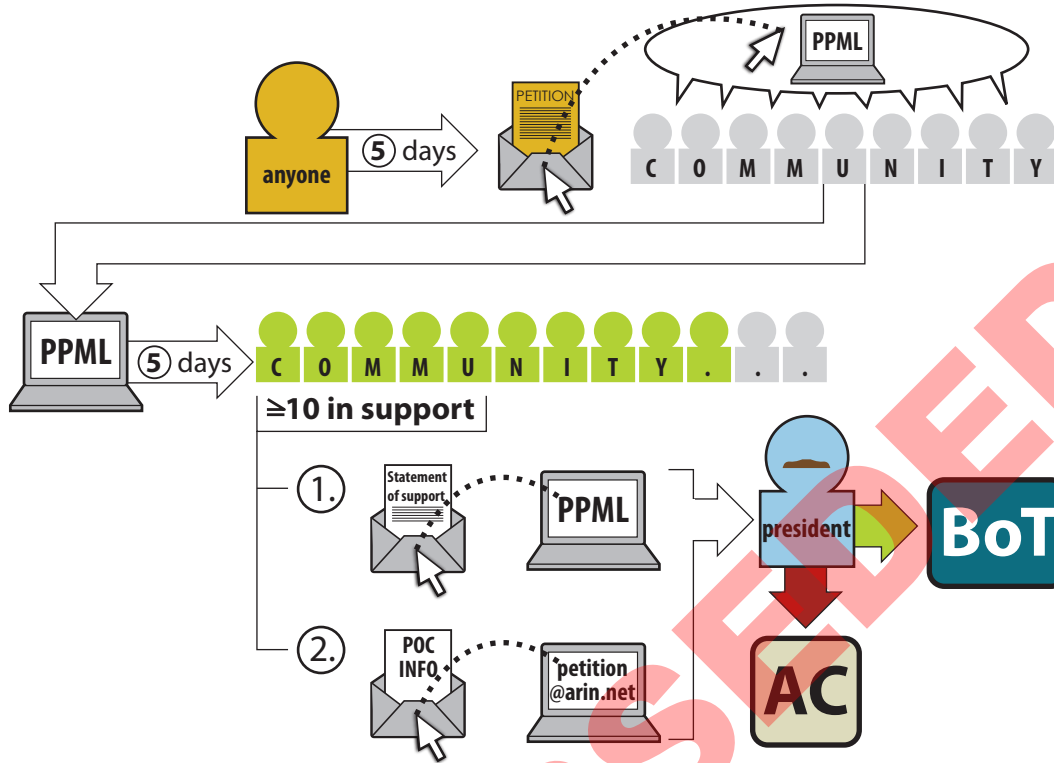 PPML
PETITION
anyone
5 days
C O M M U N I T Y
PPML
5 days
C O M M U N I T Y . . .
≧10 in support
1.
Statement
of support
PPML
president
BoT
2.
POC
INFO
petition
@arin.net
AC